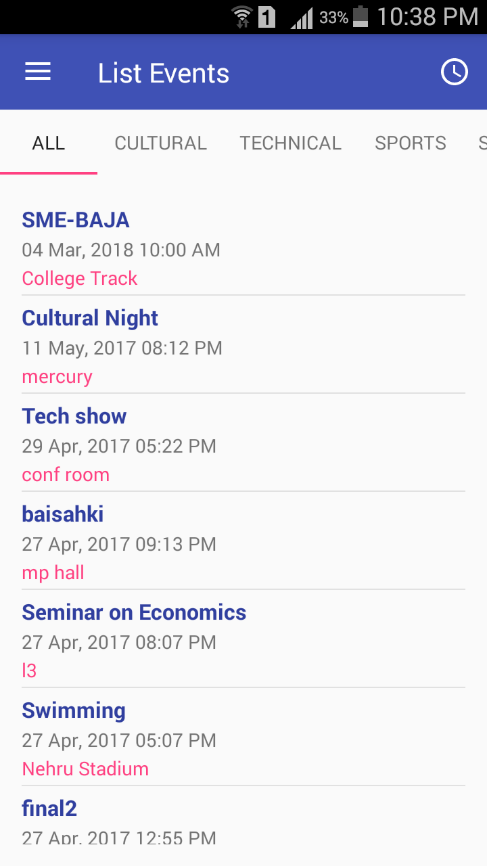 1 33% 10:38 PM
List Events
ALL CULTURAL TECHNICAL SPORTS S
SME-BAJA
04 Mar, 2018 10:00 AM
College Track
Cultural Night
11 May, 2017 08:12 PM
mercury
Tech show
29 Apr, 2017 05:22 PM
conf room
baisahki
27 Apr, 2017 09:13 PM
mp hall
Seminar on Economics
27 Apr, 2017 08:07 PM
l3
Swimming
27 Apr, 2017 05:07 PM
Nehru Stadium
final2
27 Apr, 2017 12:55 PM